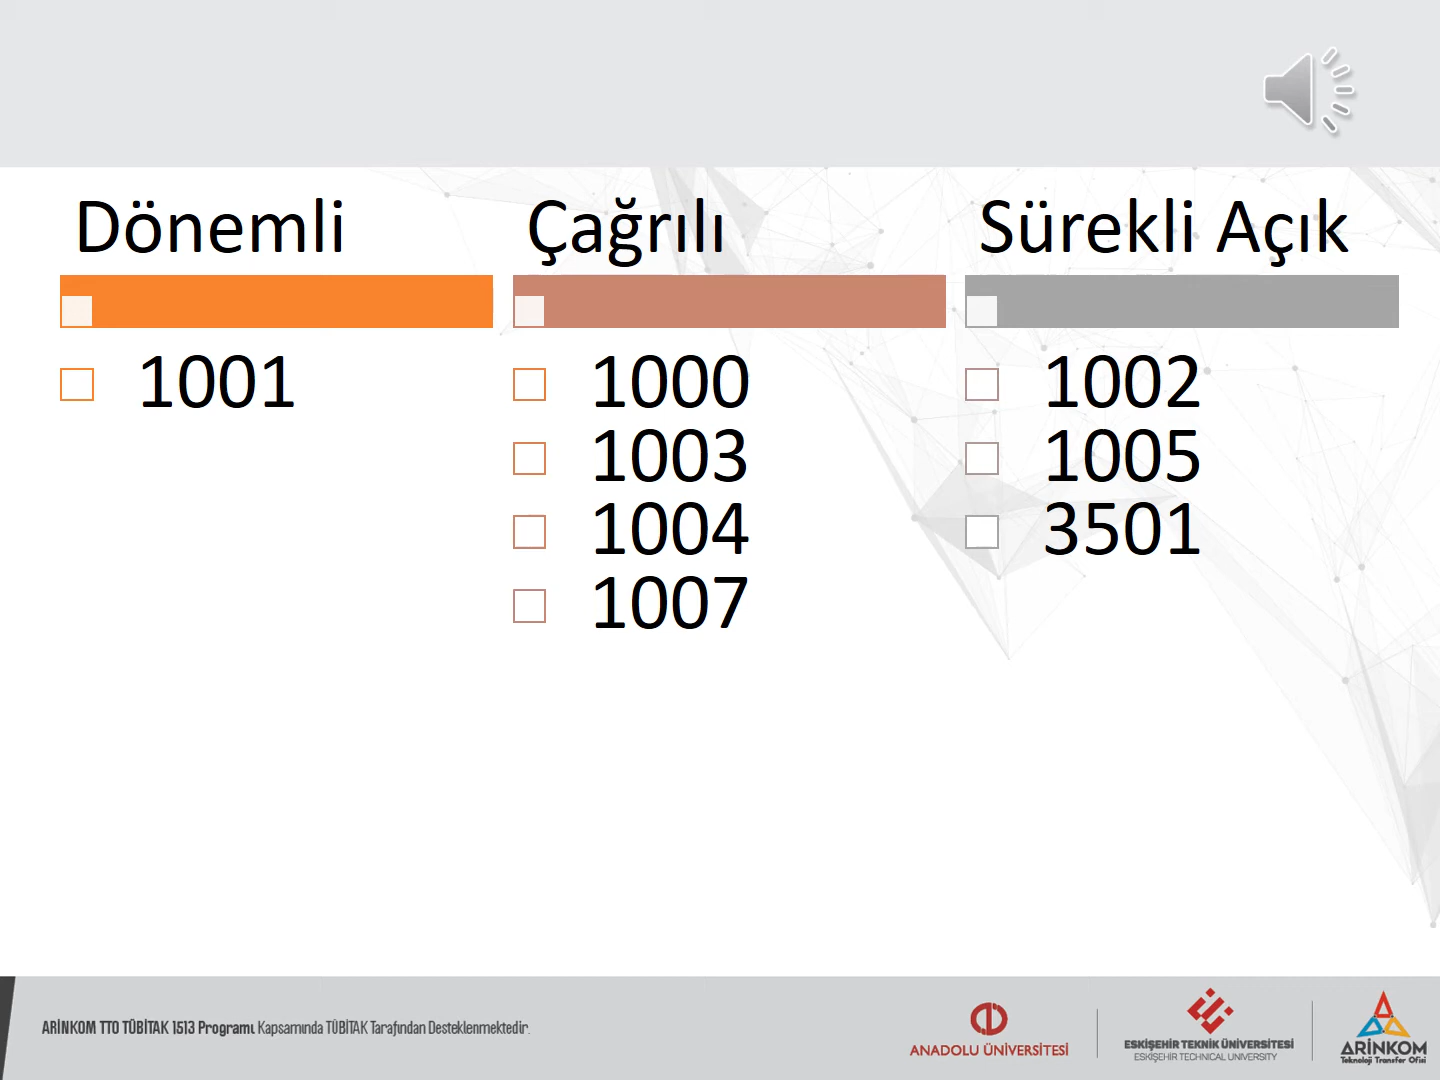 Dönemli
1001
Çağrılı
1000
1003
1004
1007
Sürekli Açık
1002
1005
3501
ARİNKOM TTO TÜBİTAK 1513 Programı Kapsamında TÜBİTAK Tarafından Desteklenmektedir.
ANADOLU ÜNİVERSİTESİ
ESKİŞEHİR TEKNİK ÜNİVERSİTESİ
ESKİŞEHİR TECHNICAL UNIVERSITY
ARİNKOM
Teknoloji Transfer Ofisi